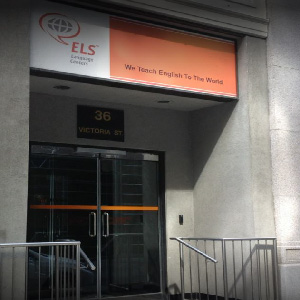 ELS
Language
Centers
We Teach English To The World
36
VICTORIA ST